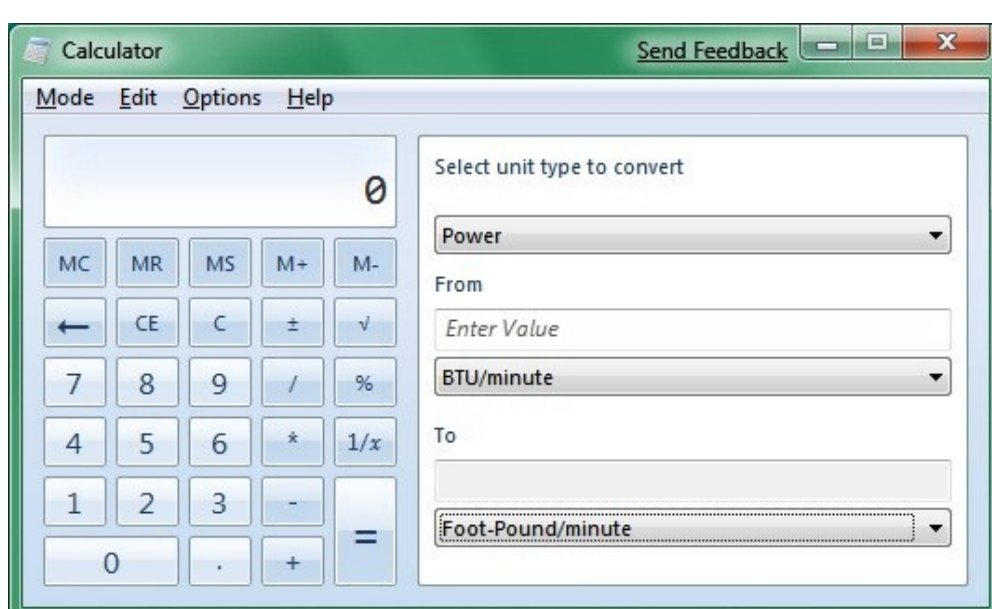 Calculator Send Feedback
Mode Edit Options Help
0
Select unit type to convert
Power
From
Enter Value
BTU/minute
To
Foot-Pound/minute
MC MR MS M+ M-
← CE C ± √
7 8 9 / %
4 5 6 * 1/x
1 2 3 - =
0 . +